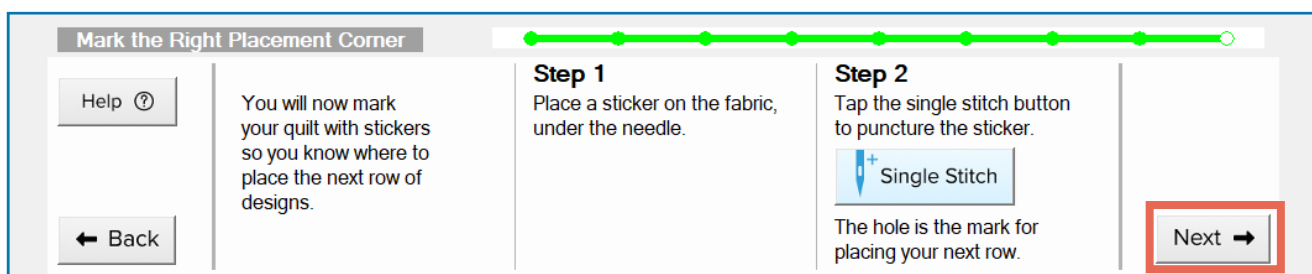 Mark the Right Placement Corner
Help ?
← Back
You will now mark
your quilt with stickers
so you know where to
place the next row of
designs.
Step 1
Place a sticker on the fabric,
under the needle.
Step 2
Tap the single stitch button
to puncture the sticker.
+ Single Stitch
The hole is the mark for
placing your next row.
Next →